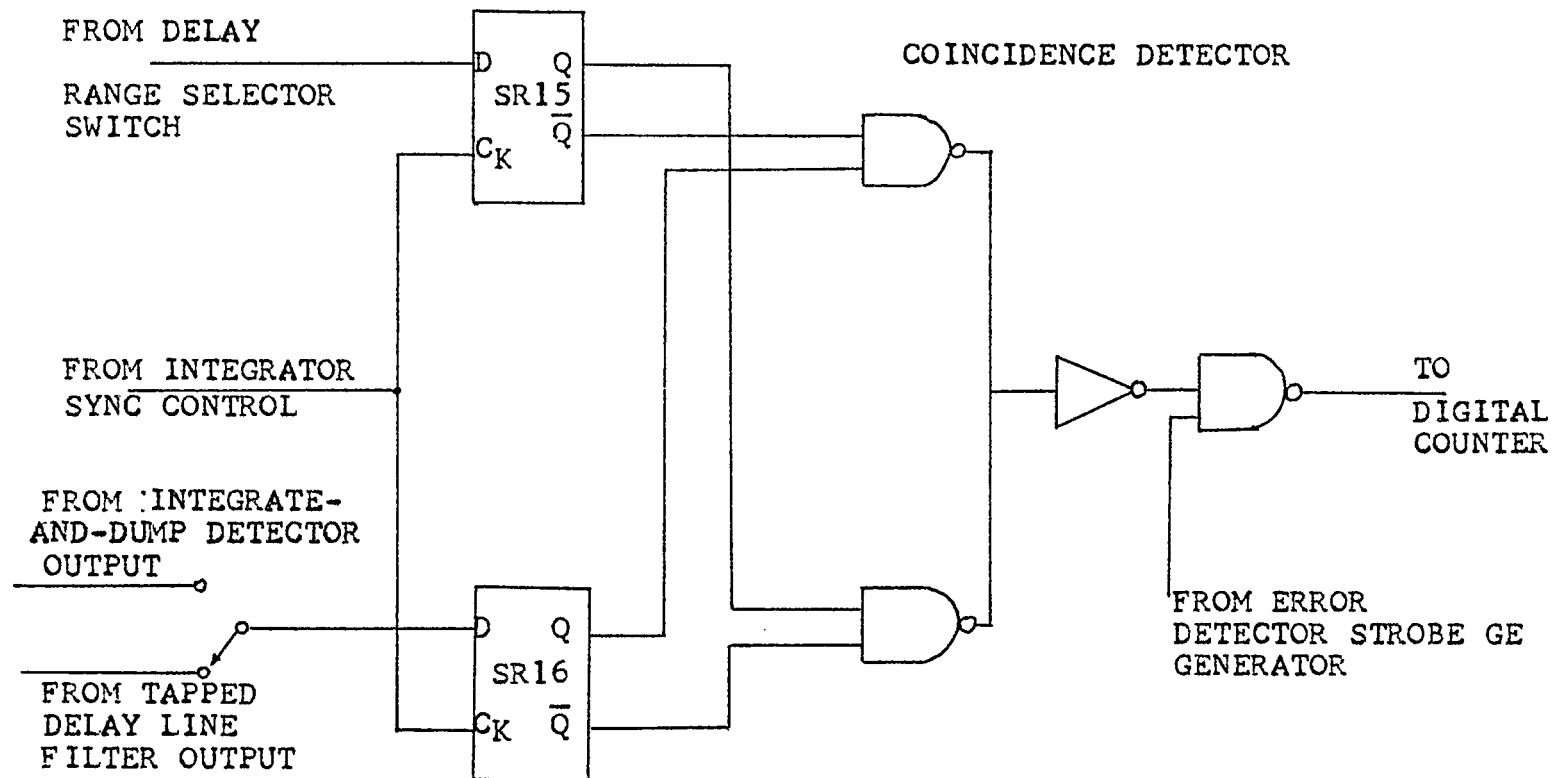 FROM DELAY
RANGE SELECTOR
SWITCH
COINCIDENCE DETECTOR
D Q
SR15
Q̅
CK
FROM INTEGRATOR
SYNC CONTROL
TO
DIGITAL
COUNTER
FROM :INTEGRATE-
AND-DUMP DETECTOR
OUTPUT
D Q
SR16
CK Q̅
FROM TAPPED
DELAY LINE
FILTER OUTPUT
FROM ERROR
DETECTOR STROBE GE
GENERATOR